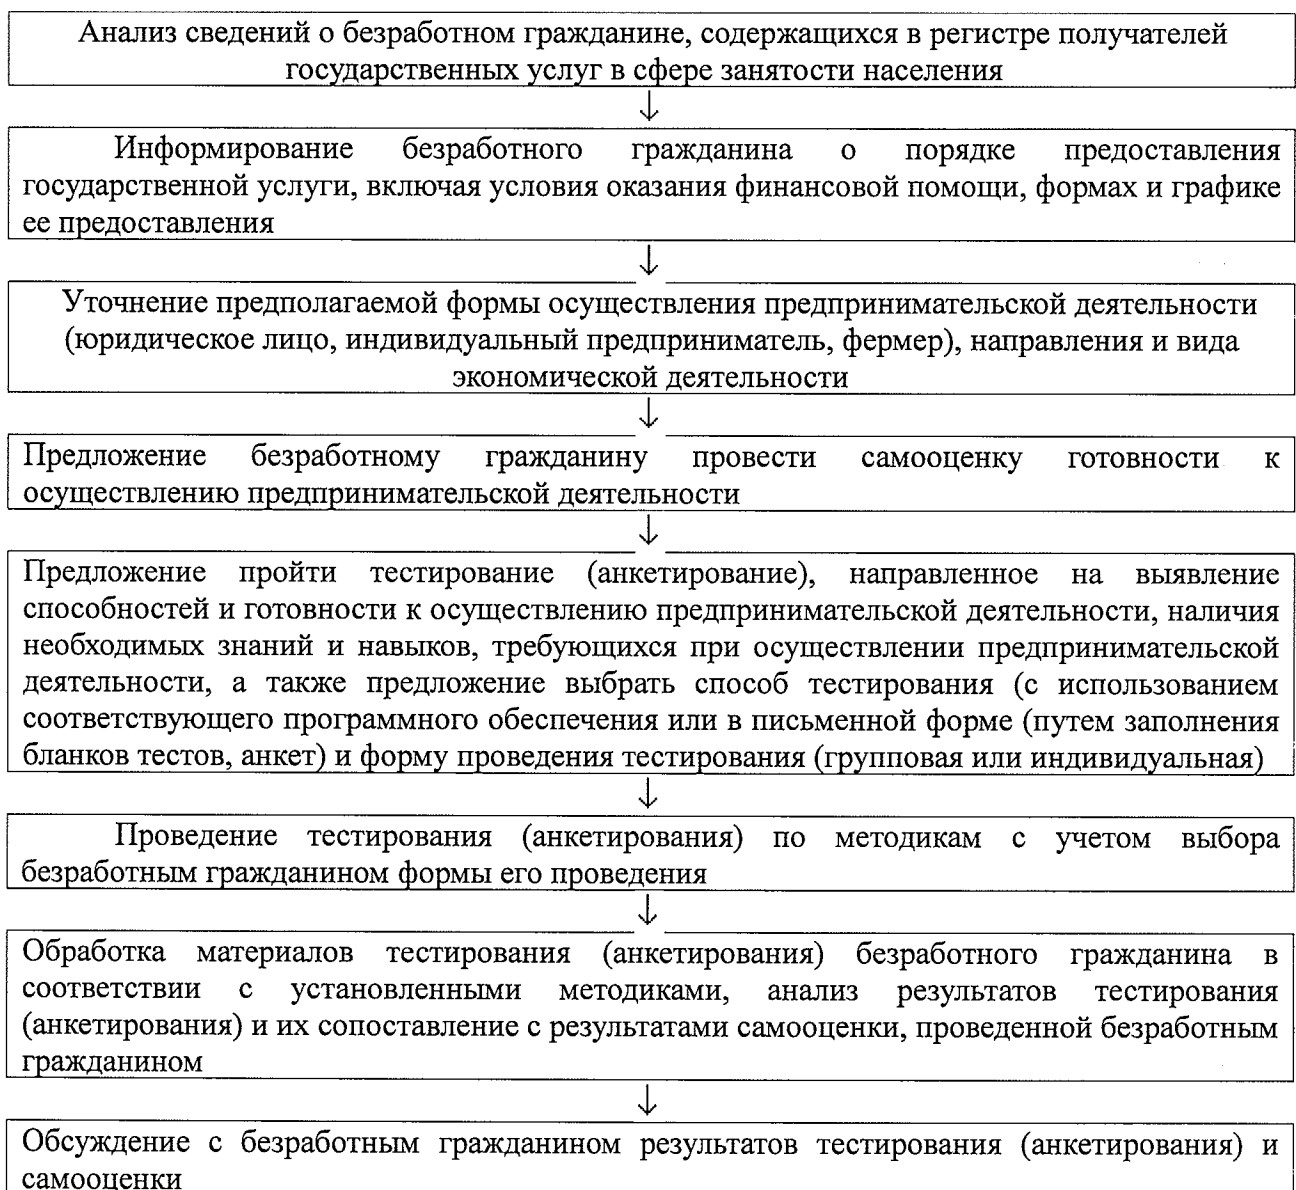 Анализ сведений о безработном гражданине, содержащихся в регистре получателей
государственных услуг в сфере занятости населения
↓
Информирование безработного гражданина о порядке предоставления
государственной услуги, включая условия оказания финансовой помощи, формах и графике
ее предоставления
↓
Уточнение предполагаемой формы осуществления предпринимательской деятельности
(юридическое лицо, индивидуальный предприниматель, фермер), направления и вида
экономической деятельности
↓
Предложение безработному гражданину провести самооценку готовности к
осуществлению предпринимательской деятельности
↓
Предложение пройти тестирование (анкетирование), направленное на выявление
способностей и готовности к осуществлению предпринимательской деятельности, наличия
необходимых знаний и навыков, требующихся при осуществлении предпринимательской
деятельности, а также предложение выбрать способ тестирования (с использованием
соответствующего программного обеспечения или в письменной форме (путем заполнения
бланков тестов, анкет) и форму проведения тестирования (групповая или индивидуальная)
↓
Проведение тестирования (анкетирования) по методикам с учетом выбора
безработным гражданином формы его проведения
↓
Обработка материалов тестирования (анкетирования) безработного гражданина в
соответствии с установленными методиками, анализ результатов тестирования
(анкетирования) и их сопоставление с результатами самооценки, проведенной безработным
гражданином
↓
Обсуждение с безработным гражданином результатов тестирования (анкетирования) и
самооценки